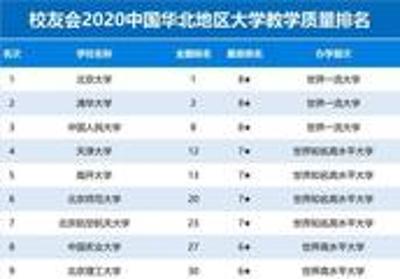 校友会2020中国华北地区大学教学质量排名
名次 学校名称 全国排名 星级排名 办学层次
1 北京大学 1 8★ 世界一流大学
2 清华大学 2 8★ 世界一流大学
3 中国人民大学 8 8★ 世界一流大学
4 天津大学 12 7★ 世界知名高水平大学
5 南开大学 13 7★ 世界知名高水平大学
6 北京师范大学 20 7★ 世界知名高水平大学
7 北京航空航天大学 23 7★ 世界知名高水平大学
8 中国农业大学 27 6★ 世界高水平大学
9 北京理工大学 30 6★ 世界高水平大学